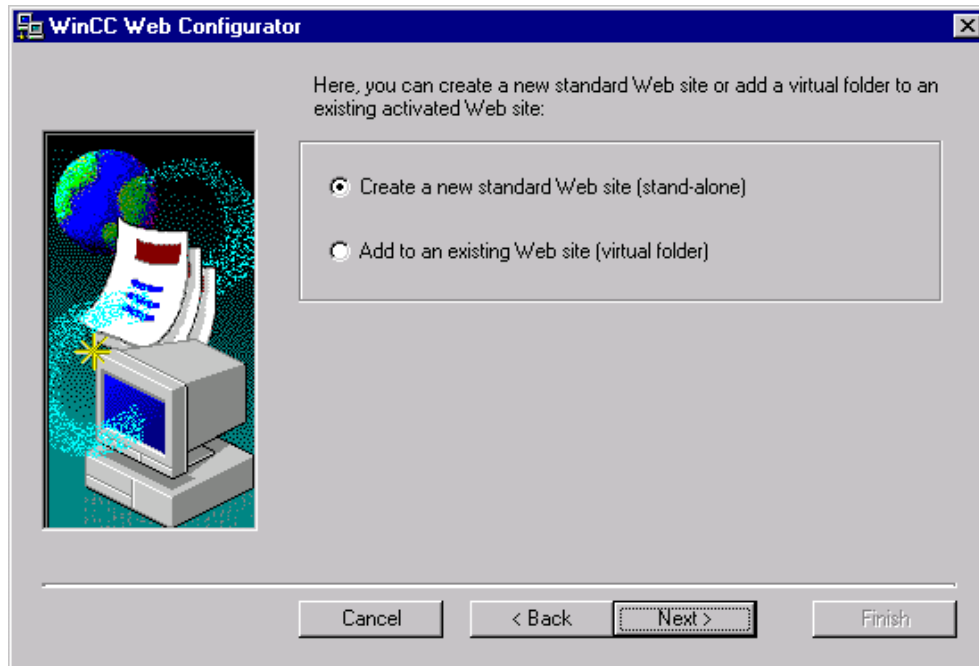 WinCC Web Configurator
Here, you can create a new standard Web site or add a virtual folder to an
existing activated Web site:
Create a new standard Web site (stand-alone)
Add to an existing Web site (virtual folder)
Cancel
< Back
Next >
Finish